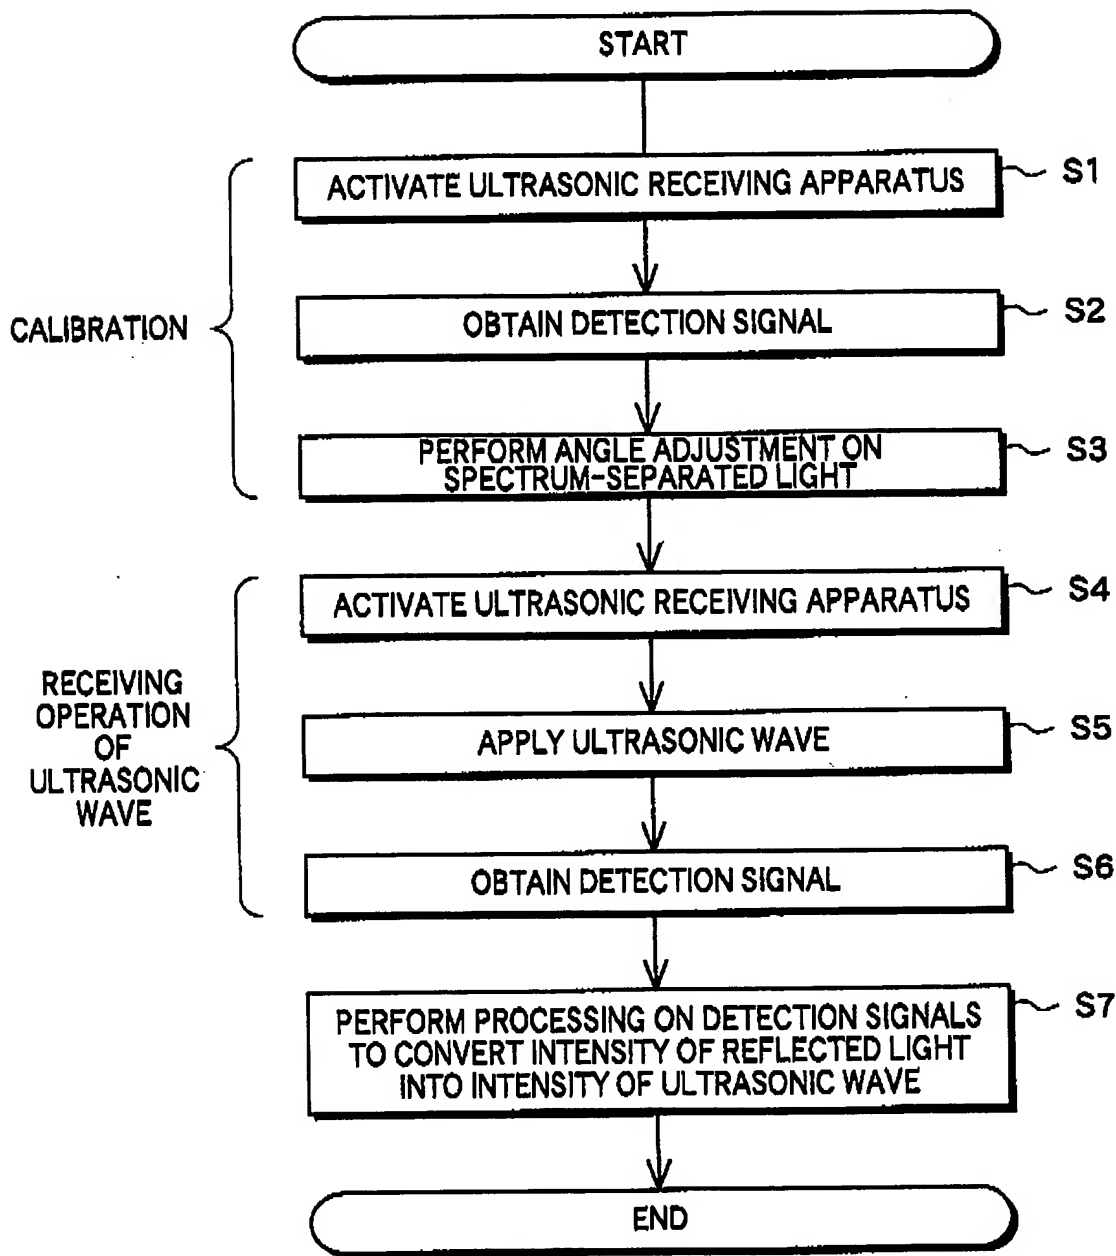 START
ACTIVATE ULTRASONIC RECEIVING APPARATUS
S1
OBTAIN DETECTION SIGNAL
S2
CALIBRATION
PERFORM ANGLE ADJUSTMENT ON
SPECTRUM-SEPARATED LIGHT
S3
ACTIVATE ULTRASONIC RECEIVING APPARATUS
S4
RECEIVING
OPERATION
OF
ULTRASONIC
WAVE
APPLY ULTRASONIC WAVE
S5
OBTAIN DETECTION SIGNAL
S6
PERFORM PROCESSING ON DETECTION SIGNALS
TO CONVERT INTENSITY OF REFLECTED LIGHT
INTO INTENSITY OF ULTRASONIC WAVE
S7
END